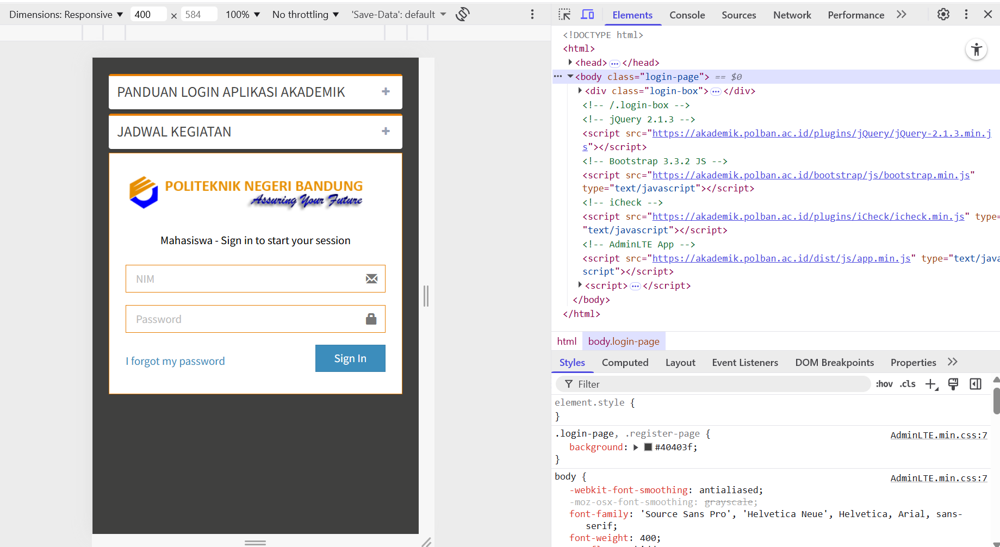 Dimensions: Responsive ▼ 400 × 584 100% ▼ No throttling ▼ 'Save-Data': default
PANDUAN LOGIN APLIKASI AKADEMIK +
JADWAL KEGIATAN +
POLITEKNIK NEGERI BANDUNG
Assuring Your Future
Mahasiswa - Sign in to start your session
NIM
Password
I forgot my password
Sign In
Elements Console Sources Network Performance
<!DOCTYPE html>
<html>
<head> ••• </head>
••• <body class="login-page"> == $0
<div class="login-box"> ••• </div>
<!-- /.login-box -->
<!-- jQuery 2.1.3 -->
<script src="https://akademik.polban.ac.id/plugins/jQuery/jQuery-2.1.3.min.j
s"></script>
<!-- Bootstrap 3.3.2 JS -->
<script src="https://akademik.polban.ac.id/bootstrap/js/bootstrap.min.js"
type="text/javascript"></script>
<!-- iCheck -->
<script src="https://akademik.polban.ac.id/plugins/iCheck/icheck.min.js" type=
"text/javascript"></script>
<!-- AdminLTE App -->
<script src="https://akademik.polban.ac.id/dist/js/app.min.js" type="text/java
script"></script>
<script> ••• </script>
</body>
</html>
html body.login-page
Styles Computed Layout Event Listeners DOM Breakpoints Properties
Filter :hov .cls
element.style {
}
.login-page, .register-page { AdminLTE.min.css:7
background: #40403f;
}
body { AdminLTE.min.css:7
-webkit-font-smoothing: antialiased;
-moz-osx-font-smoothing: grayscale;
font-family: 'Source Sans Pro', 'Helvetica Neue', Helvetica, Arial, sans-
serif;
font-weight: 400;